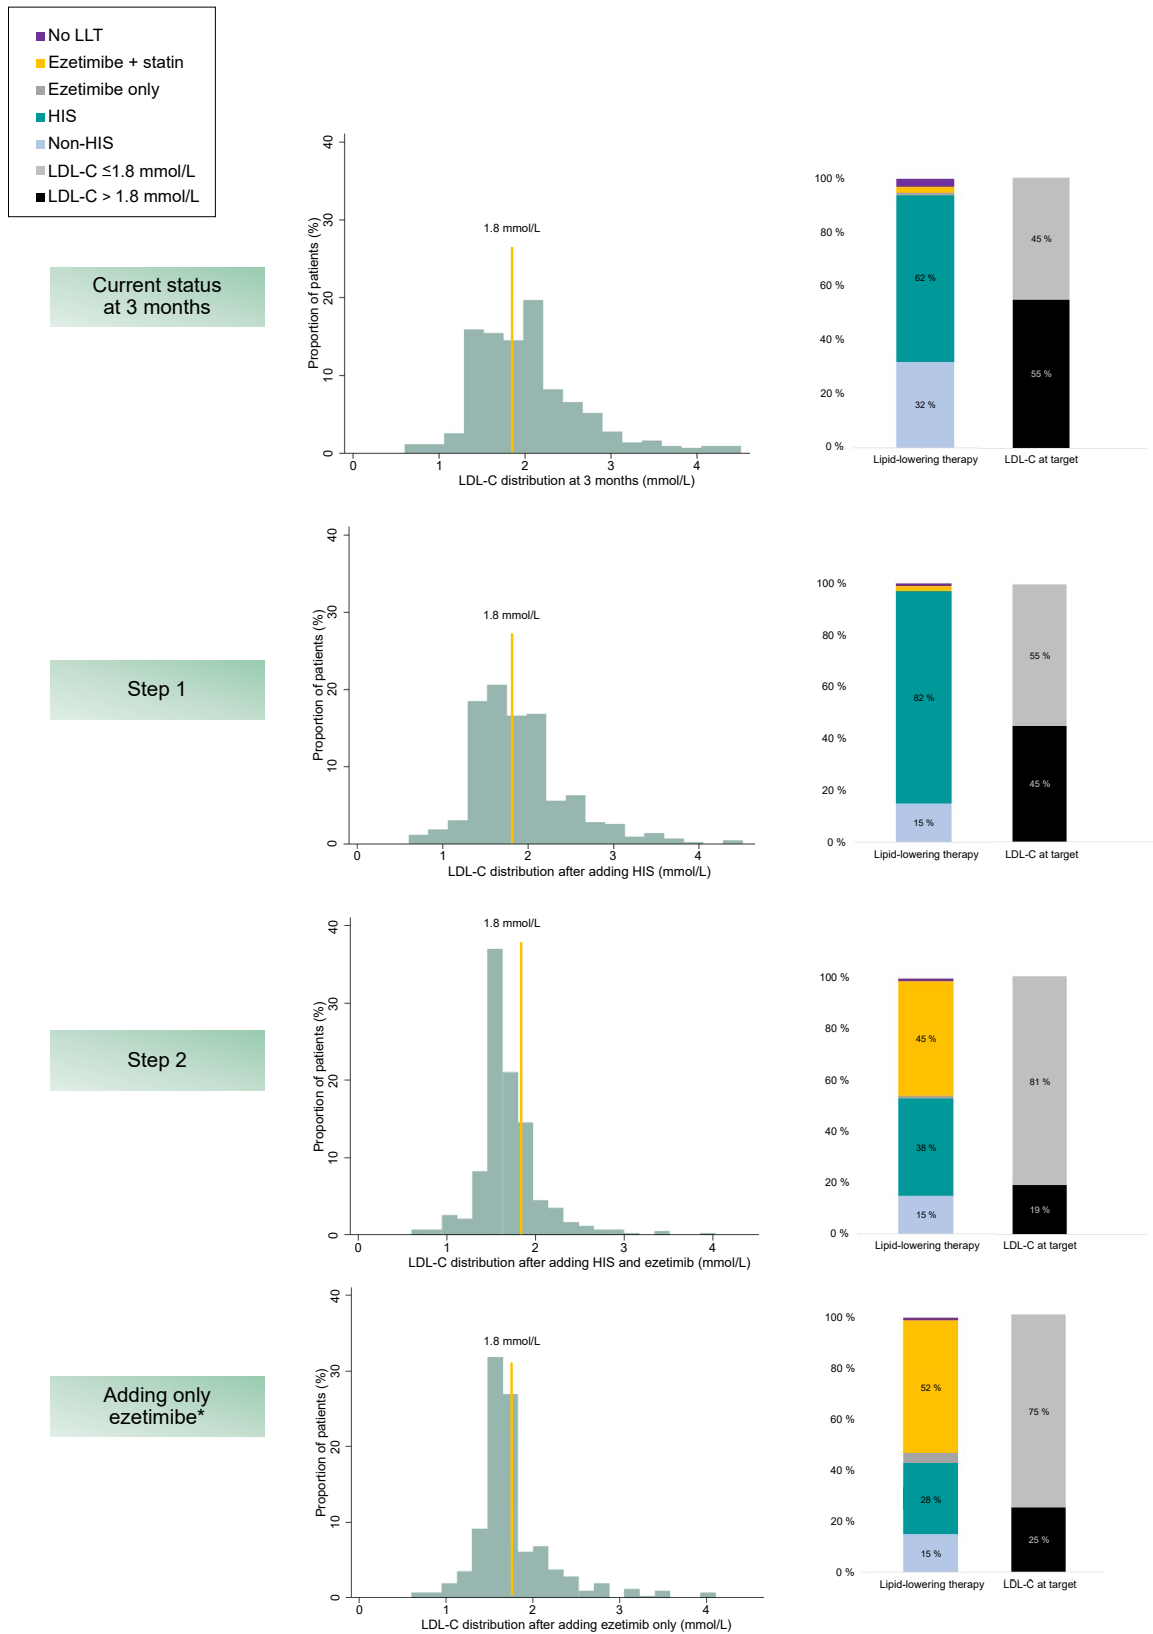 No LLT
Ezetimibe + statin
Ezetimibe only
HIS
Non-HIS
LDL-C ≤1.8 mmol/L
LDL-C > 1.8 mmol/L
Current status
at 3 months
Proportion of patients (%)
40
30
20
10
0
1.8 mmol/L
0 1 2 3 4
LDL-C distribution at 3 months (mmol/L)
100 %
80 %
60 %
40 %
20 %
0 %
62 %
32 %
45 %
55 %
Lipid-lowering therapy
LDL-C at target
Step 1
Proportion of patients (%)
40
30
20
10
0
1.8 mmol/L
0 1 2 3 4
LDL-C distribution after adding HIS (mmol/L)
100 %
80 %
60 %
40 %
20 %
0 %
82 %
15 %
55 %
45 %
Lipid-lowering therapy
LDL-C at target
Step 2
Proportion of patients (%)
40
30
20
10
0
1.8 mmol/L
0 1 2 3 4
LDL-C distribution after adding HIS and ezetimib (mmol/L)
100 %
80 %
60 %
40 %
20 %
0 %
45 %
38 %
15 %
81 %
19 %
Lipid-lowering therapy
LDL-C at target
Adding only
ezetimibe*
Proportion of patients (%)
40
30
20
10
0
1.8 mmol/L
0 1 2 3 4
LDL-C distribution after adding ezetimib only (mmol/L)
100 %
80 %
60 %
40 %
20 %
0 %
52 %
28 %
15 %
75 %
25 %
Lipid-lowering therapy
LDL-C at target